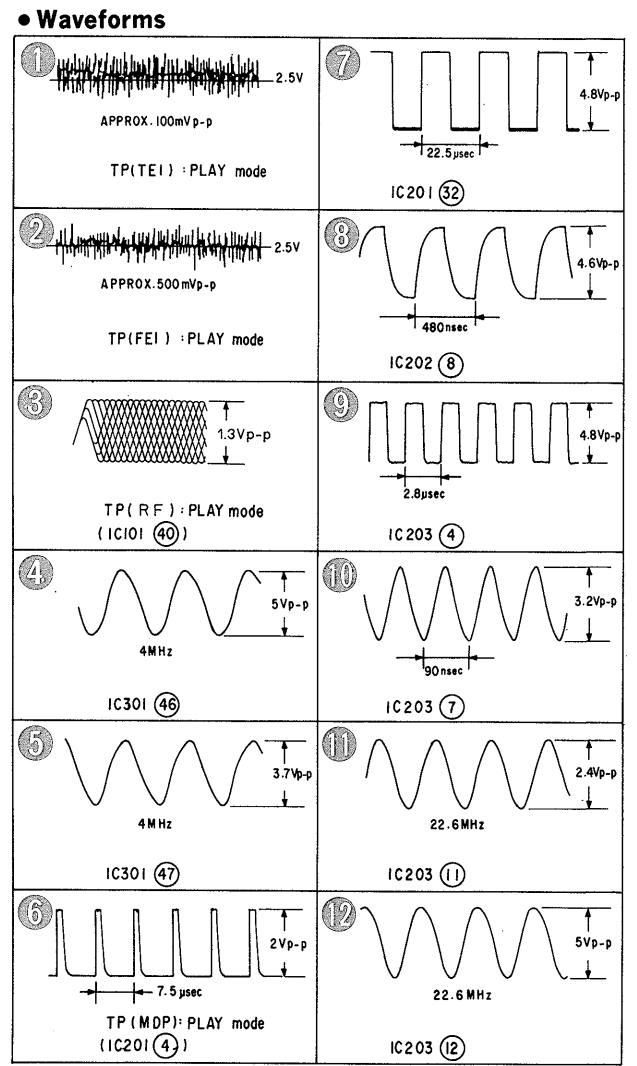 • Waveforms
1
2.5V
APPROX.100mVp-p
TP(TEI) : PLAY mode
2
2.5V
APPROX.500mVp-p
TP(FEI) : PLAY mode
3
1.3Vp-p
TP(RF) : PLAY mode
(IC101 40)
4
5Vp-p
4MHz
IC301 46
5
3.7Vp-p
4MHz
IC301 47
6
2Vp-p
7.5µsec
TP(MDP): PLAY mode
(IC201 4)
7
4.8Vp-p
22.5µsec
IC201 32
8
4.6Vp-p
480nsec
IC202 8
9
4.8Vp-p
2.8µsec
IC203 4
10
3.2Vp-p
90nsec
IC203 7
11
2.4Vp-p
22.6MHz
IC203 11
12
5Vp-p
22.6MHz
IC203 12